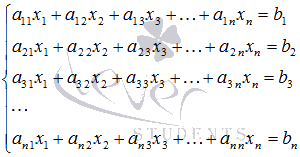 a₁₁x₁ + a₁₂x₂ + a₁₃x₃ + ... + a₁ₙxₙ = b₁
a₂₁x₁ + a₂₂x₂ + a₂₃x₃ + ... + a₂ₙxₙ = b₂
a₃₁x₁ + a₃₂x₂ + a₃₃x₃ + ... + a₃ₙxₙ = b₃
...
aₙ₁x₁ + aₙ₂x₂ + aₙ₃x₃ + ... + aₙₙxₙ = bₙ
STUDENTS